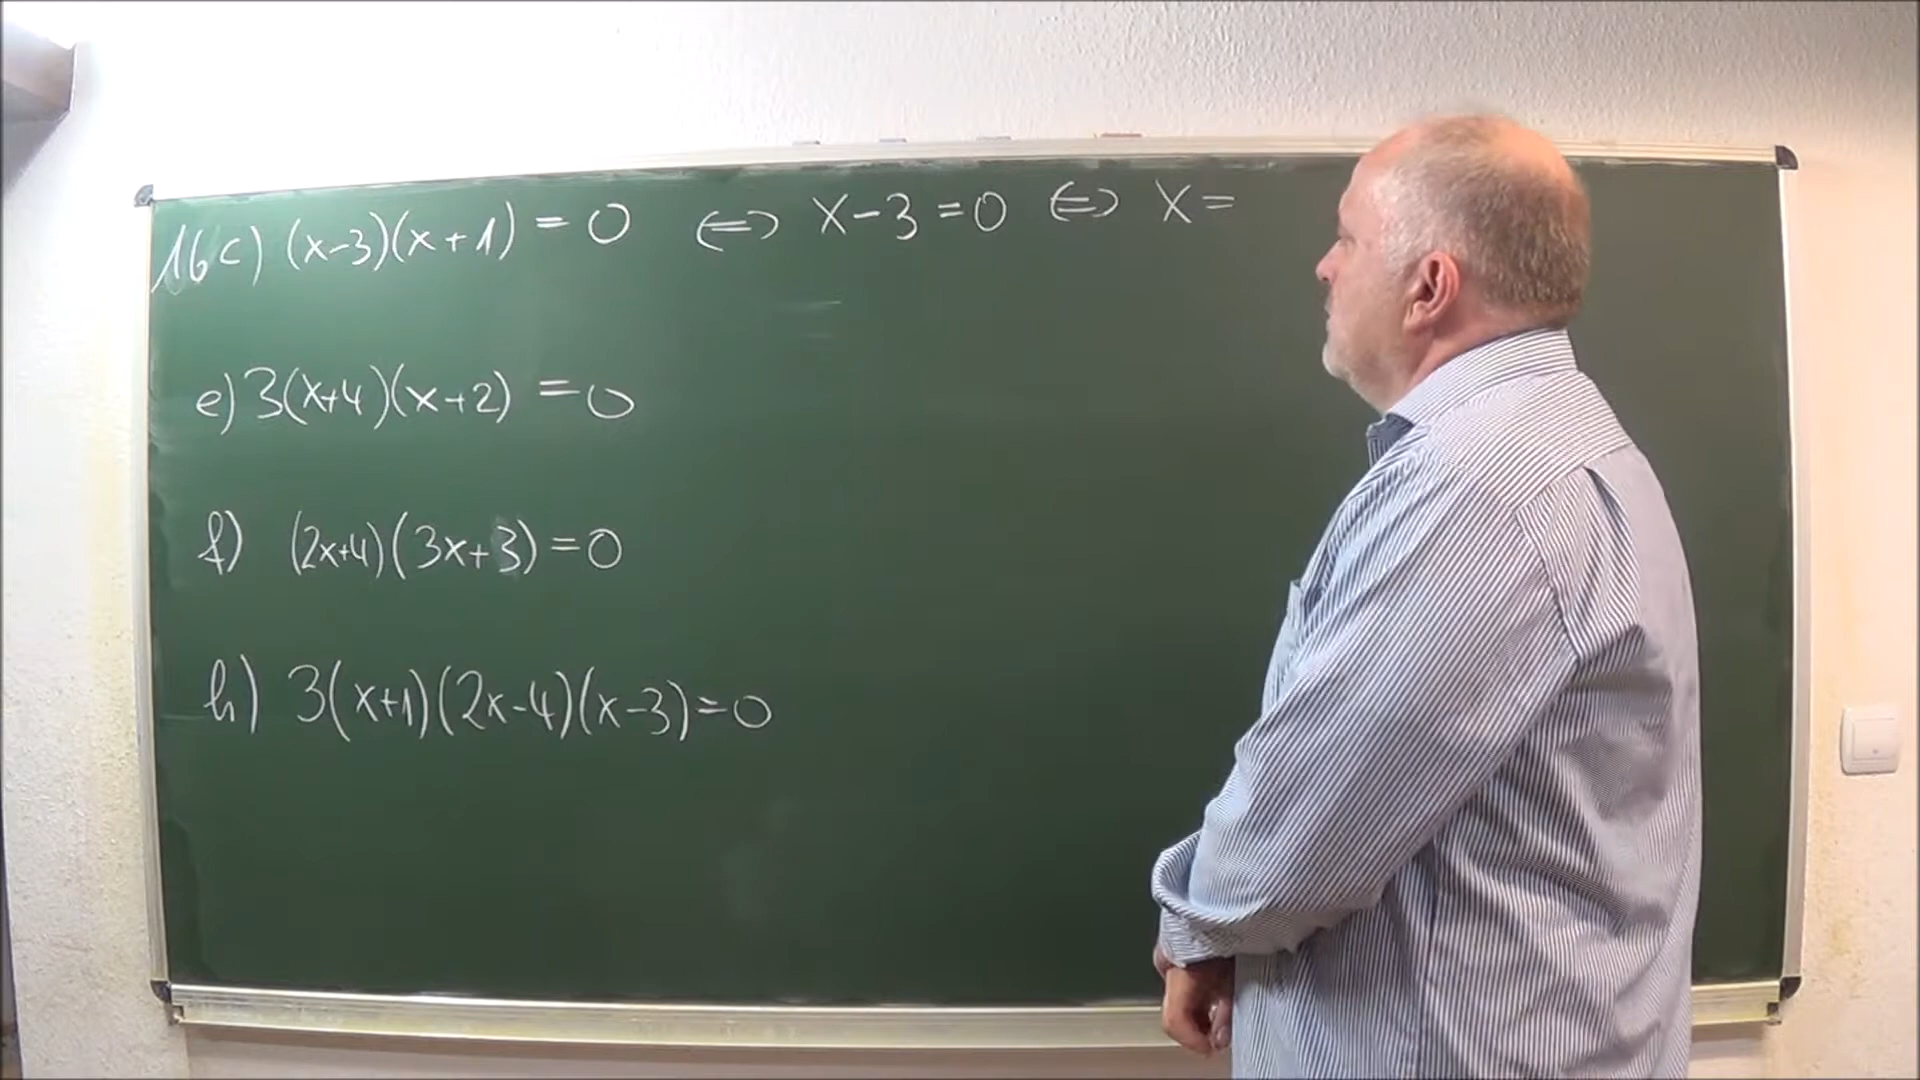 16 c) (x-3)(x+1) = 0 ⇔ x-3=0 ⇔ x=
e) 3(x+4)(x+2) =0
f) (2x+4)(3x+3)=0
h) 3(x+1)(2x-4)(x-3)=0